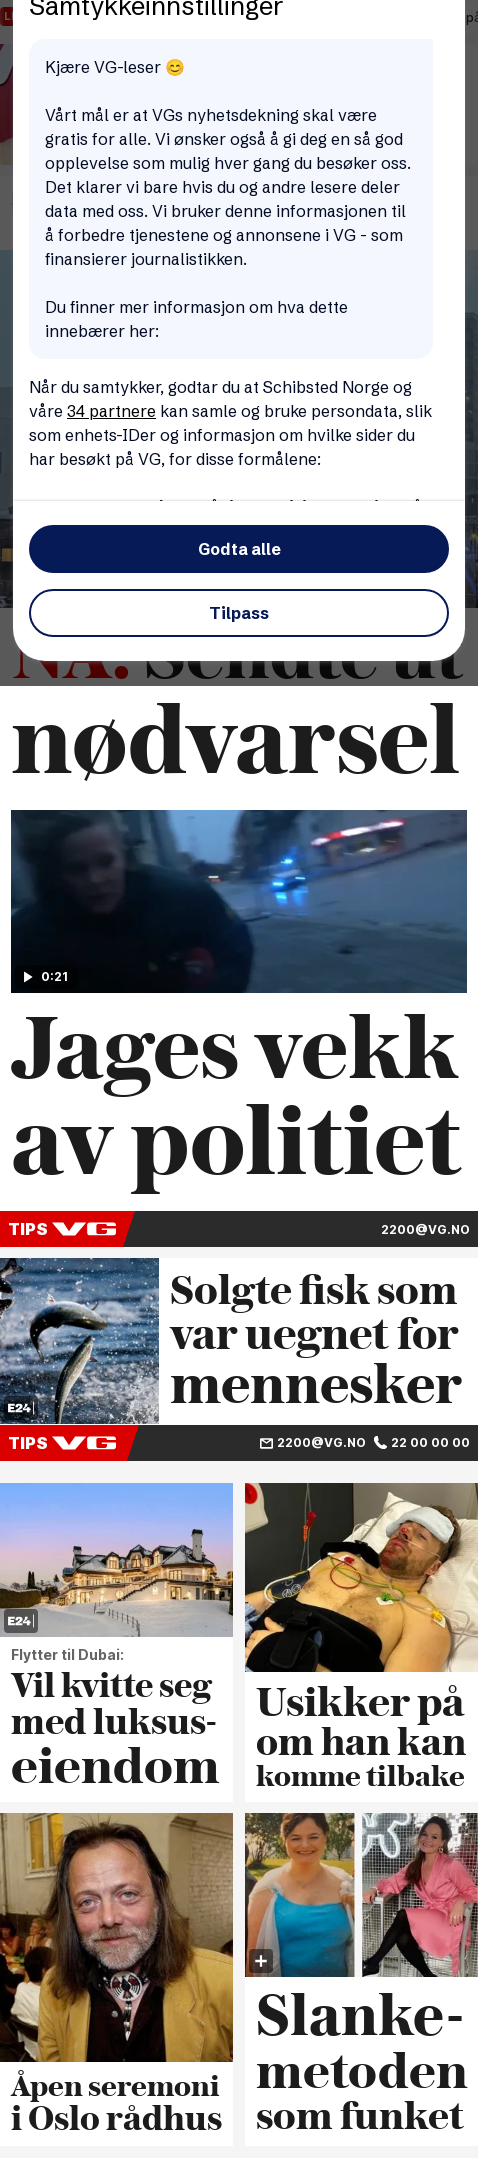 Samtykkeinnstillinger
Kjære VG-leser 😊
Vårt mål er at VGs nyhetsdekning skal være
gratis for alle. Vi ønsker også å gi deg en så god
opplevelse som mulig hver gang du besøker oss.
Det klarer vi bare hvis du og andre lesere deler
data med oss. Vi bruker denne informasjonen til
å forbedre tjenestene og annonsene i VG - som
finansierer journalistikken.
Du finner mer informasjon om hva dette
innebærer her:
Når du samtykker, godtar du at Schibsted Norge og
våre 34 partnere kan samle og bruke persondata, slik
som enhets-IDer og informasjon om hvilke sider du
har besøkt på VG, for disse formålene:
Godta alle
Tilpass
NÅ: Sendte ut
nødvarsel
0:21
Jages vekk
av politiet
TIPS VG
2200@VG.NO
Solgte fisk som
var uegnet for
mennesker
E24
TIPS VG
2200@VG.NO 22 00 00 00
E24
Flytter til Dubai:
Vil kvitte seg
med luksus-
eiendom
Usikker på
om han kan
komme tilbake
Åpen seremoni
i Oslo rådhus
Slanke-
metoden
som funket